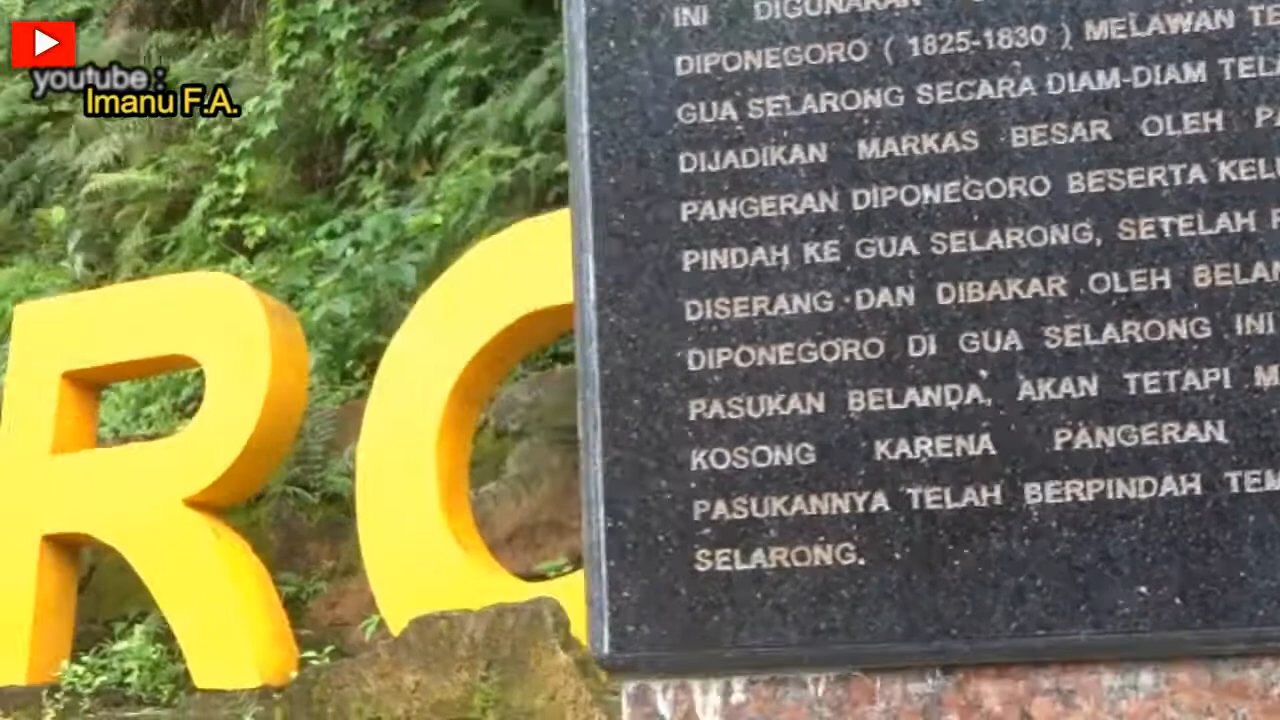 youtube :
Imanu F.A.
RO
INI DIGUNAKAN
DIPONEGORO ( 1825-1830 ) MELAWAN
GUA SELARONG SECARA DIAM-DIAM
DIJADIKAN MARKAS BESAR OLEH
PANGERAN DIPONEGORO BESERTA
PINDAH KE GUA SELARONG, SETELAH
DISERANG DAN DIBAKAR OLEH
DIPONEGORO DI GUA SELARONG INI
PASUKAN BELANDA, AKAN TETAPI
KOSONG KARENA PANGERAN
PASUKANNYA TELAH BERPINDAH
SELARONG.